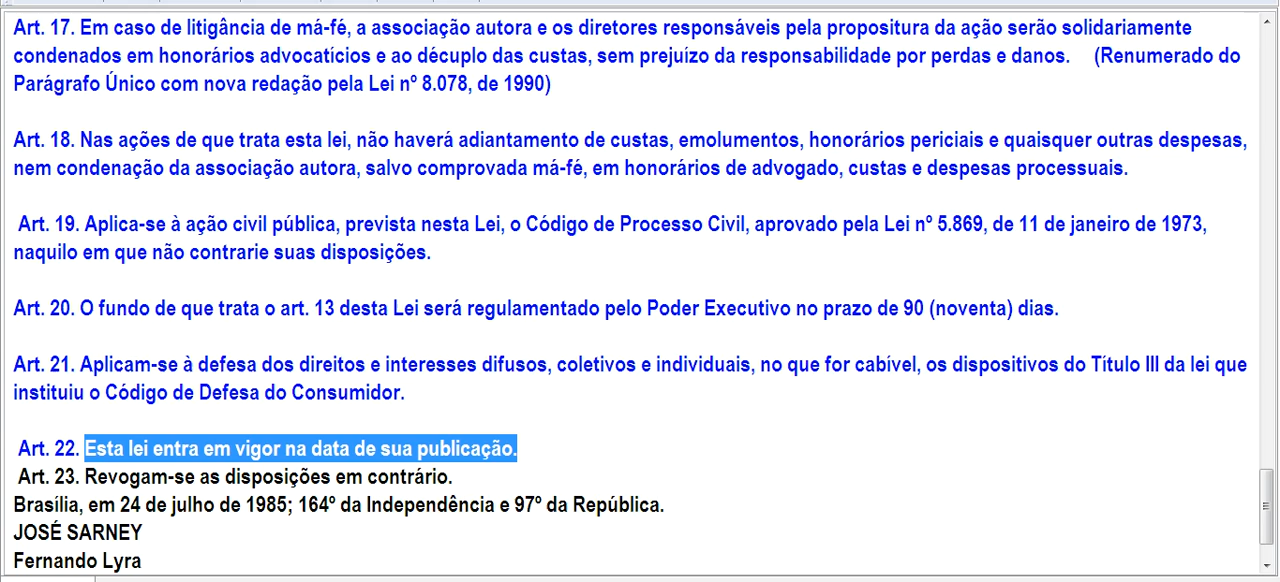 Art. 17. Em caso de litigância de má-fé, a associação autora e os diretores responsáveis pela propositura da ação serão solidariamente
condenados em honorários advocatícios e ao décuplo das custas, sem prejuízo da responsabilidade por perdas e danos. (Renumerado do
Parágrafo Único com nova redação pela Lei nº 8.078, de 1990)
Art. 18. Nas ações de que trata esta lei, não haverá adiantamento de custas, emolumentos, honorários periciais e quaisquer outras despesas,
nem condenação da associação autora, salvo comprovada má-fé, em honorários de advogado, custas e despesas processuais.
Art. 19. Aplica-se à ação civil pública, prevista nesta Lei, o Código de Processo Civil, aprovado pela Lei nº 5.869, de 11 de janeiro de 1973,
naquilo em que não contrarie suas disposições.
Art. 20. O fundo de que trata o art. 13 desta Lei será regulamentado pelo Poder Executivo no prazo de 90 (noventa) dias.
Art. 21. Aplicam-se à defesa dos direitos e interesses difusos, coletivos e individuais, no que for cabível, os dispositivos do Título III da lei que
instituiu o Código de Defesa do Consumidor.
Art. 22. Esta lei entra em vigor na data de sua publicação.
Art. 23. Revogam-se as disposições em contrário.
Brasília, em 24 de julho de 1985; 164º da Independência e 97º da República.
JOSÉ SARNEY
Fernando Lyra